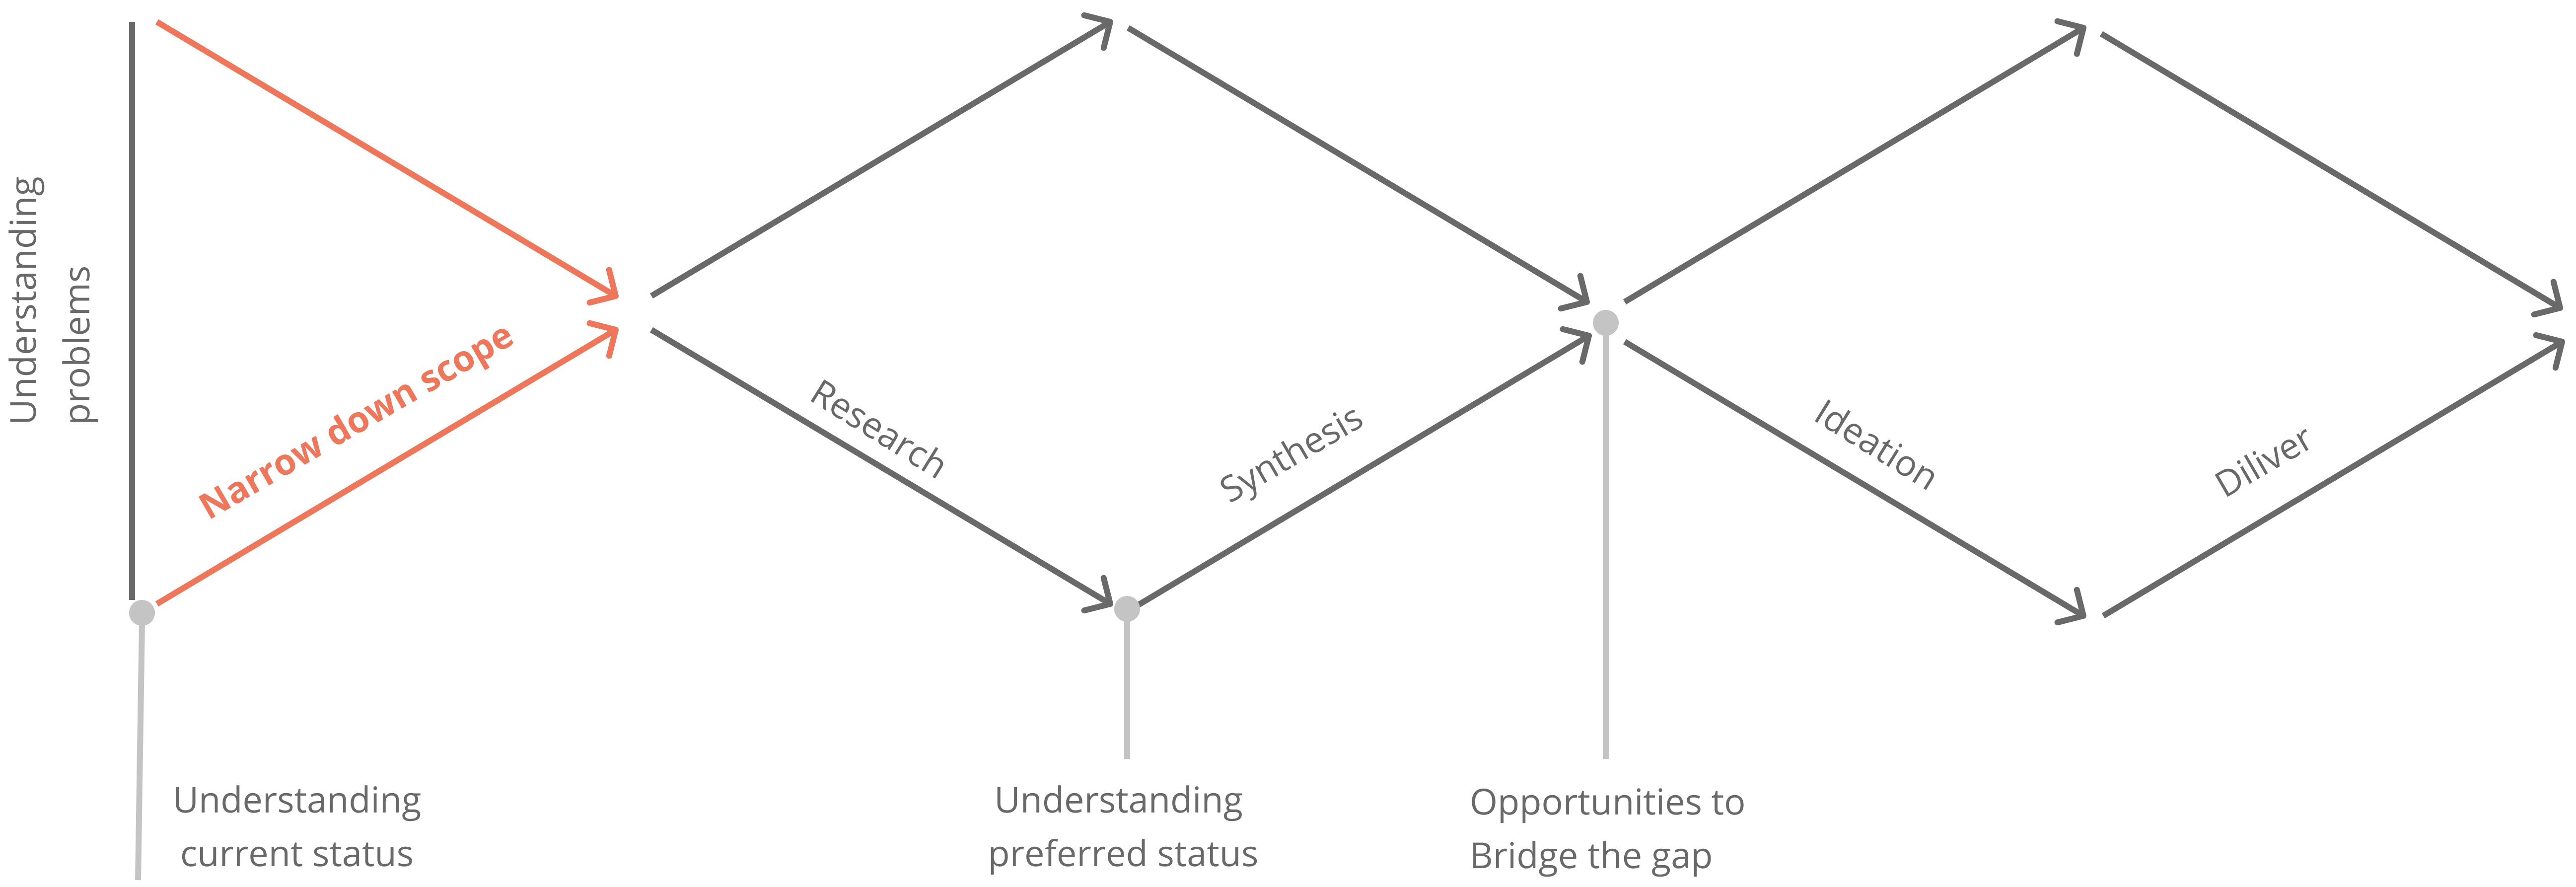 Understanding
problems
Narrow down scope
Research
Synthesis
Ideation
Diliver
Understanding
current status
Understanding
preferred status
Opportunities to
Bridge the gap